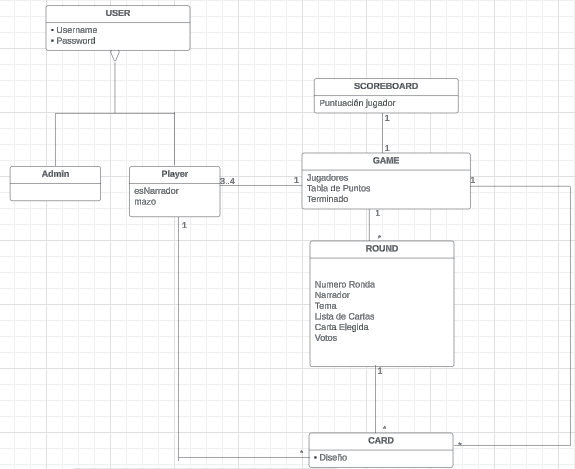 USER
• Username
• Password
SCOREBOARD
Puntuación jugador
1
1
GAME
Jugadores
Tabla de Puntos
Terminado
Admin
Player
esNarrador
mazo
3..4
1
1
1
1
*
ROUND
Numero Ronda
Narrador
Tema
Lista de Cartas
Carta Elegida
Votos
1
*
*
*
CARD
• Diseño